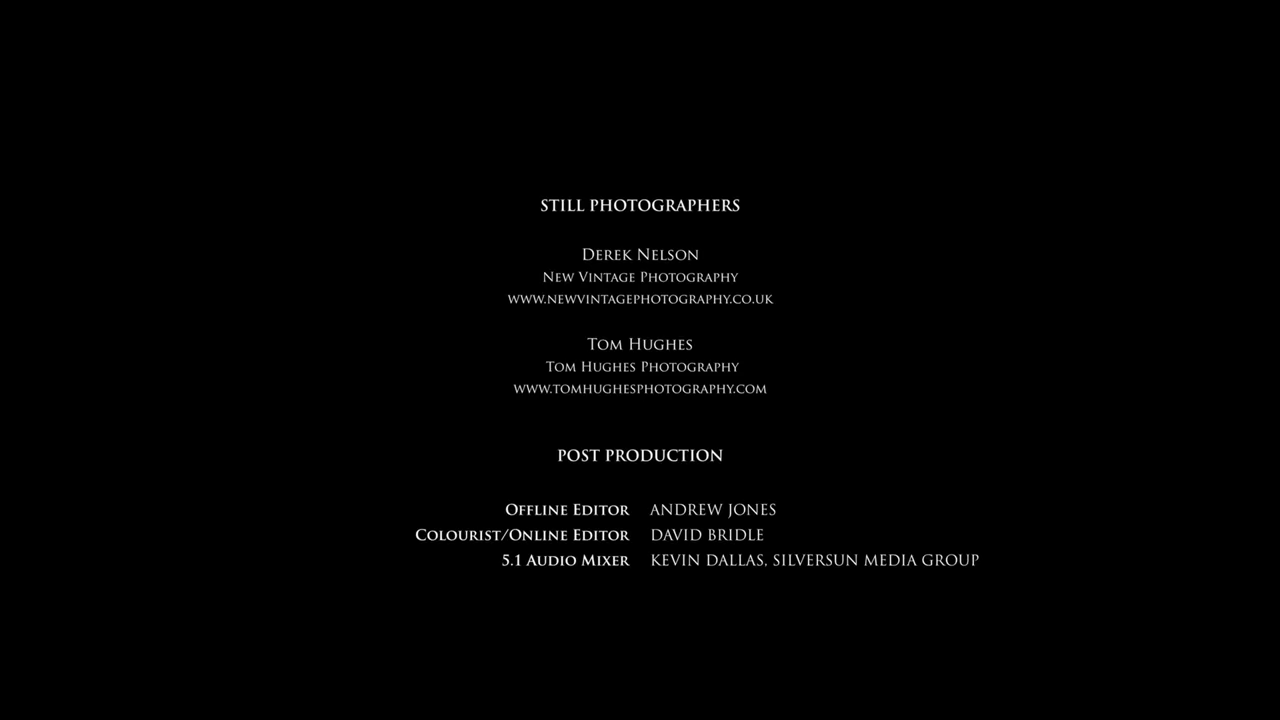 STILL PHOTOGRAPHERS
Derek Nelson
New Vintage Photography
www.newvintagephotography.co.uk
Tom Hughes
Tom Hughes Photography
www.tomhughesphotography.com
POST PRODUCTION
Offline Editor ANDREW JONES
Colourist/Online Editor DAVID BRIDLE
5.1 Audio Mixer KEVIN DALLAS, SILVERSUN MEDIA GROUP